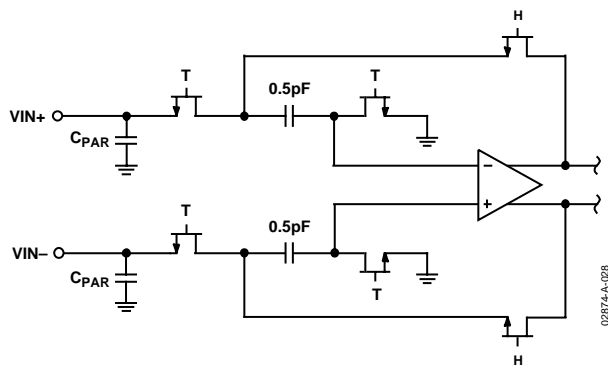 H
T
0.5pF
T
VIN+
CPAR
−
+
T
0.5pF
VIN−
CPAR
T
H
02874-A-028